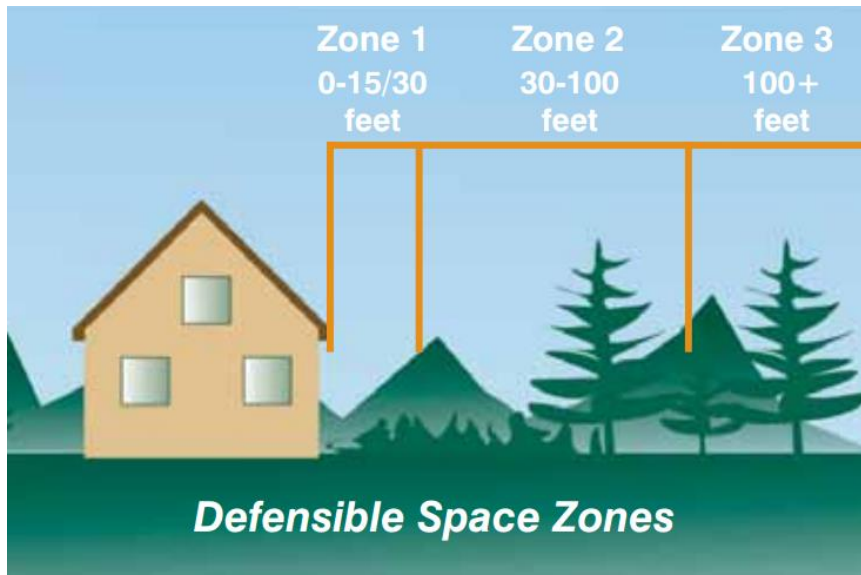 Zone 1
0-15/30
feet
Zone 2
30-100
feet
Zone 3
100+
feet
Defensible Space Zones